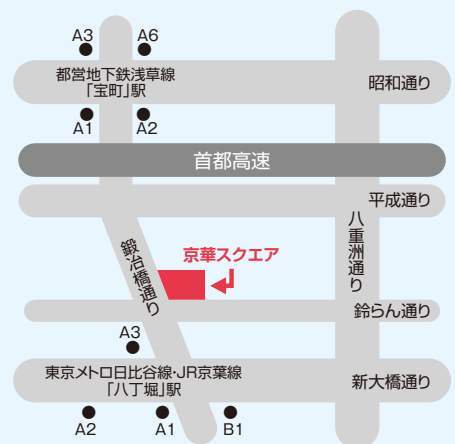 A3
A6
都営地下鉄浅草線
「宝町」駅
昭和通り
A1
A2
首都高速
平成通り
八重洲通り
鍛冶橋通り
京華スクエア
鈴らん通り
A3
東京メトロ日比谷線・JR京葉線
「八丁堀」駅
新大橋通り
A2
A1
B1